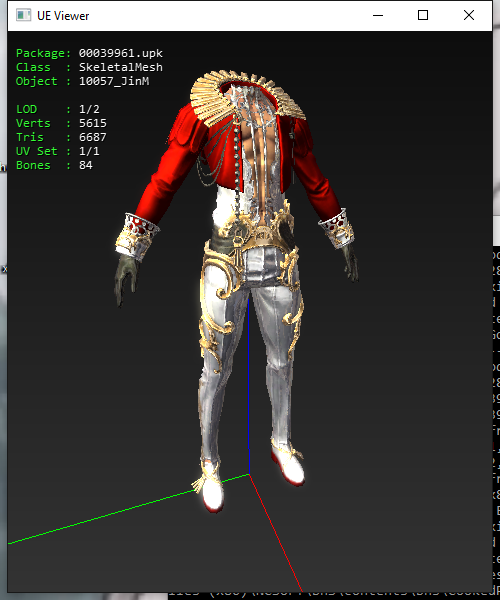 UE Viewer
Package: 00039961.upk
Class : SkeletalMesh
Object : 10057_JinM
LOD : 1/2
Verts : 5615
Tris : 6687
UV Set : 1/1
Bones : 84